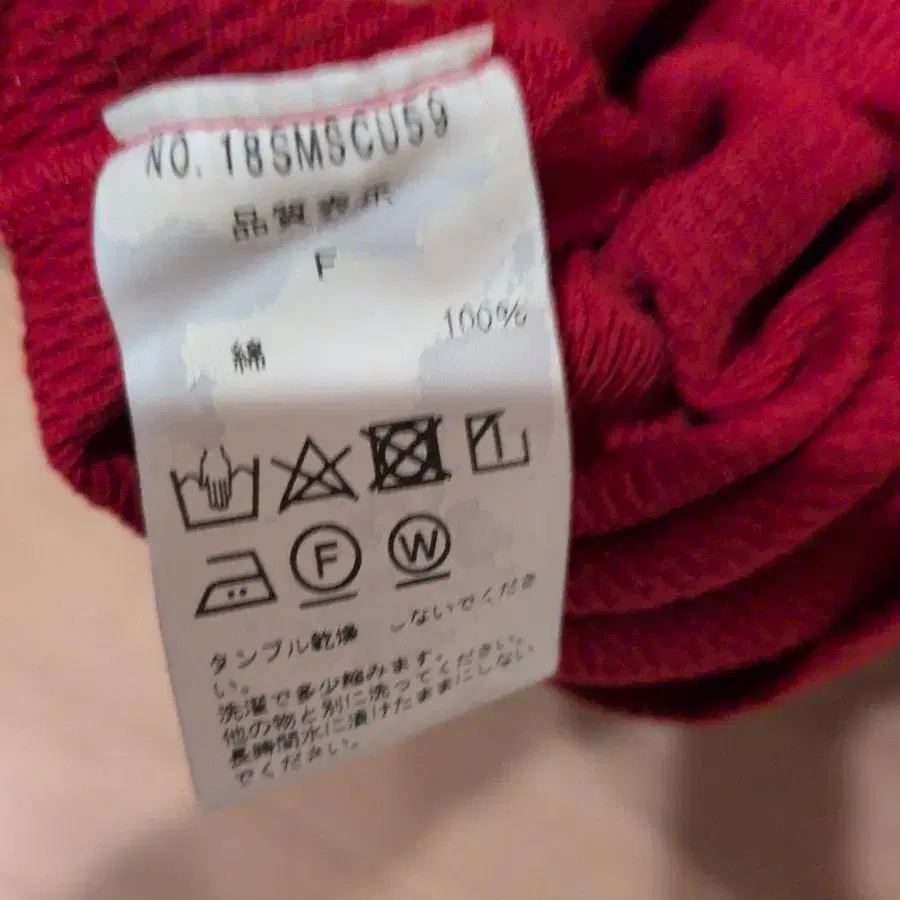 NO. 18SMSCU59
品質表示
F
綿 100%
F W
タンブル乾燥 しないでくださ
い。
洗濯で多少縮みます。
他の物と別に洗ってください。
長時間水に漬けたままにしない
でください。